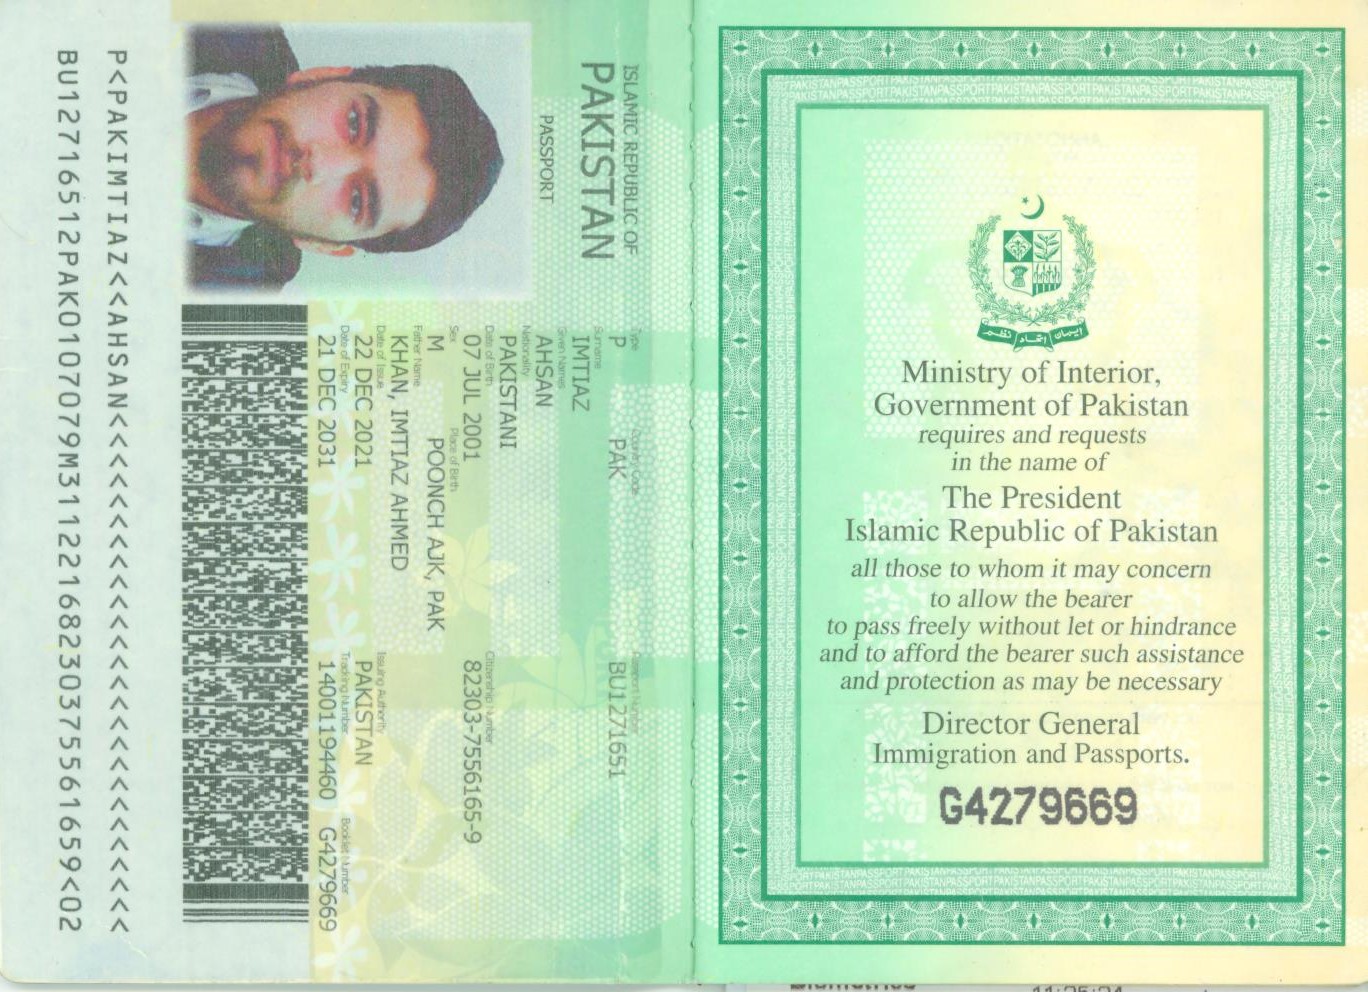 Ministry of Interior,
Government of Pakistan
requires and requests
in the name of
The President
Islamic Republic of Pakistan
all those to whom it may concern
to allow the bearer
to pass freely without let or hindrance
and to afford the bearer such assistance
and protection as may be necessary
Director General
Immigration and Passports.
G4279669
ISLAMIC REPUBLIC OF
PAKISTAN
PASSPORT
Type Country Code Passport Number
P PAK BU1271651
Surname
IMTIAZ
Given Names
AHSAN
Nationality
PAKISTANI
Date of Birth Citizenship Number
07 JUL 2001 82303-7556165-9
Sex Place of Birth
M POONCH AJK, PAK
Father Name
KHAN, IMTIAZ AHMED
Date of Issue Issuing Authority
22 DEC 2021 PAKISTAN
Date of Expiry Tracking Number Booklet Number
21 DEC 2031 14001194460 G4279669
P<PAKIMTIAZ<<AHSAN<<<<<<<<<<<<<<<<<<<<<<<<<<
BU12716512PAK0107079M311221682303​75561659<02